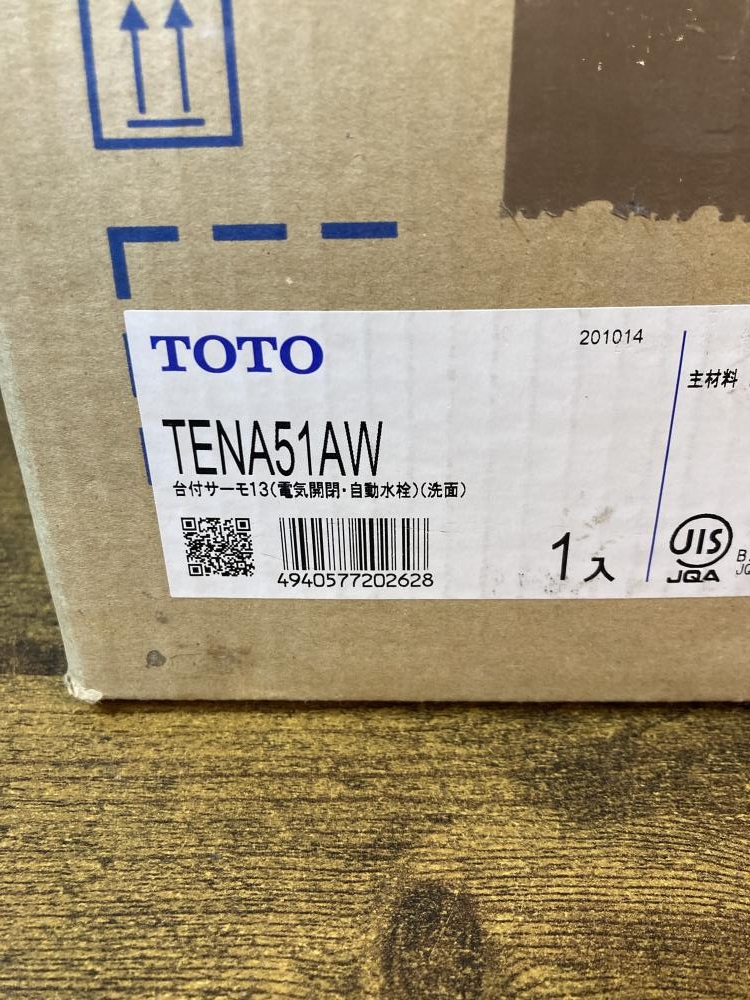 TOTO
201014
主材料
TENA51AW
台付サーモ13(電気開閉・自動水栓)(洗面)
4940577202628
1入
JIS
JQA
B
JQ